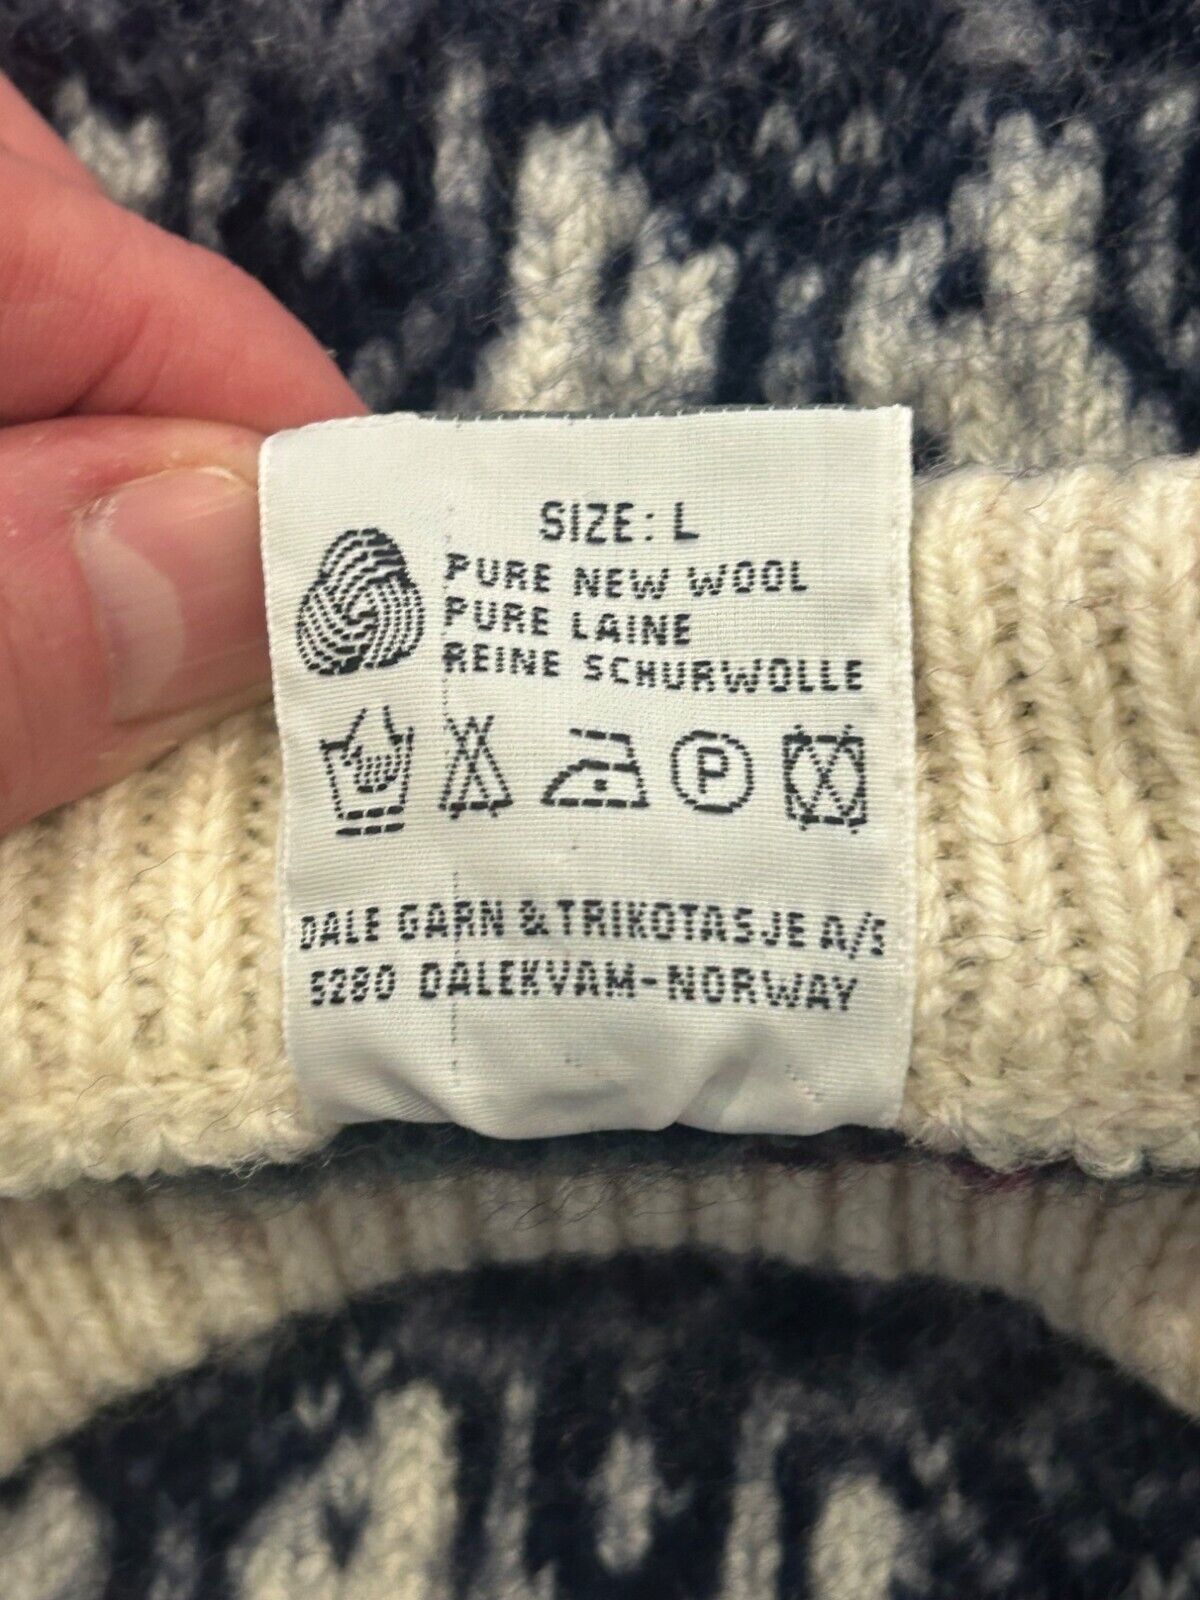 SIZE: L
PURE NEW WOOL
PURE LAINE
REINE SCHURWOLLE
P
DALE GARN & TRIKOTASJE A/S
5280 DALEKVAM-NORWAY